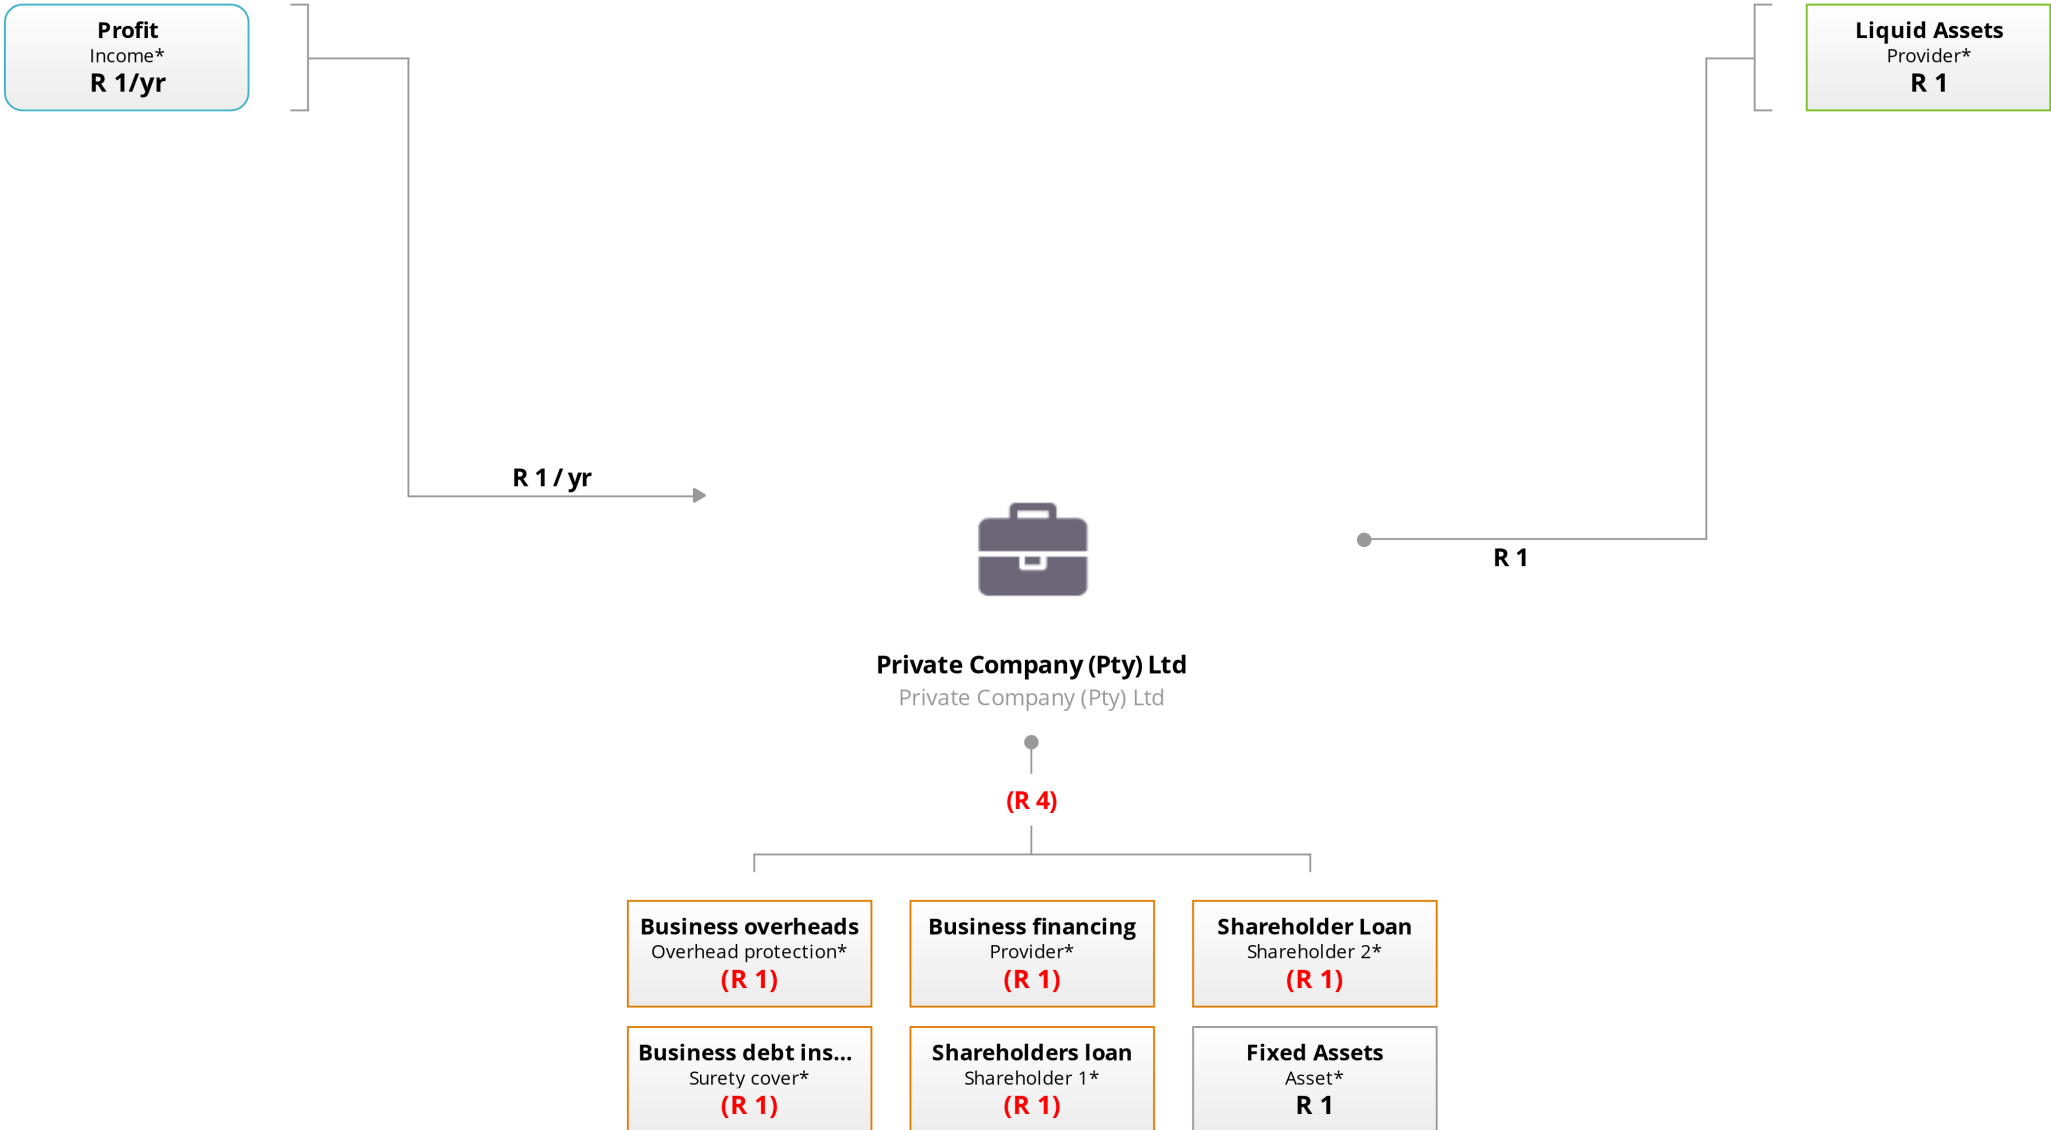 Profit
Income*
R 1/yr
Liquid Assets
Provider*
R 1
R 1 / yr
R 1
Private Company (Pty) Ltd
Private Company (Pty) Ltd
(R 4)
Business overheads
Overhead protection*
(R 1)
Business financing
Provider*
(R 1)
Shareholder Loan
Shareholder 2*
(R 1)
Business debt ins...
Surety cover*
(R 1)
Shareholders loan
Shareholder 1*
(R 1)
Fixed Assets
Asset*
R 1